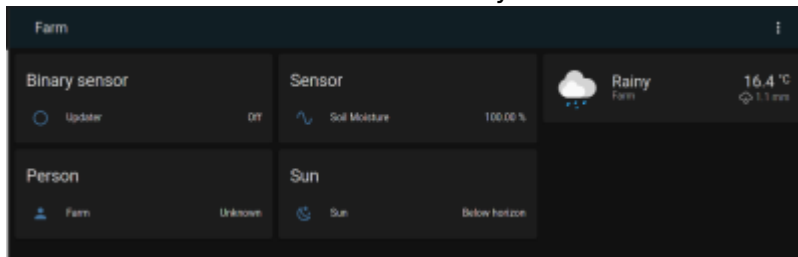 Farm
Binary sensor
Updater Off
Sensor
Soil Moisture 100.00 %
Rainy 16.4 °C
Farm 1.1 mm
Person
Farm Unknown
Sun
Sun Below horizon